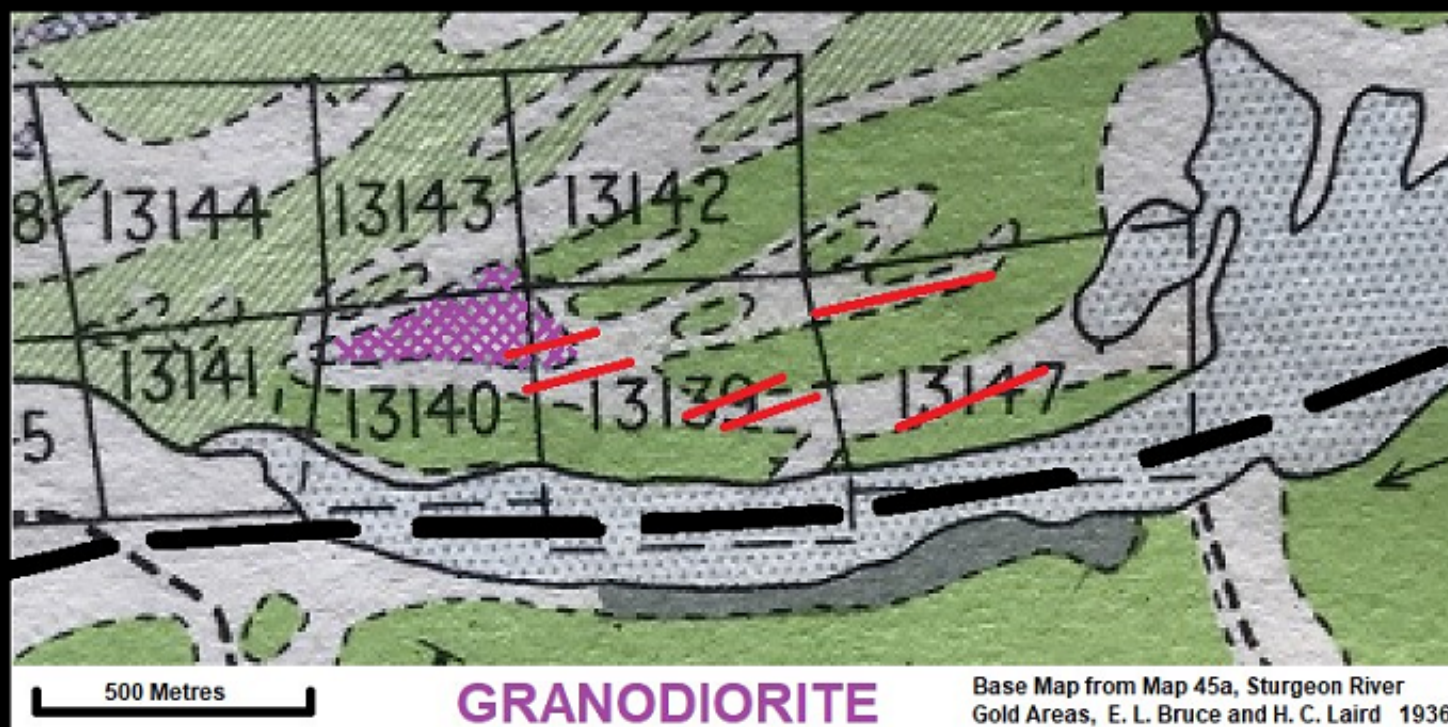 13144
13143
13142
8
13141
13140
13139
13147
5
500 Metres
GRANODIORITE
Base Map from Map 45a, Sturgeon River
Gold Areas, E. L. Bruce and H. C. Laird 1936